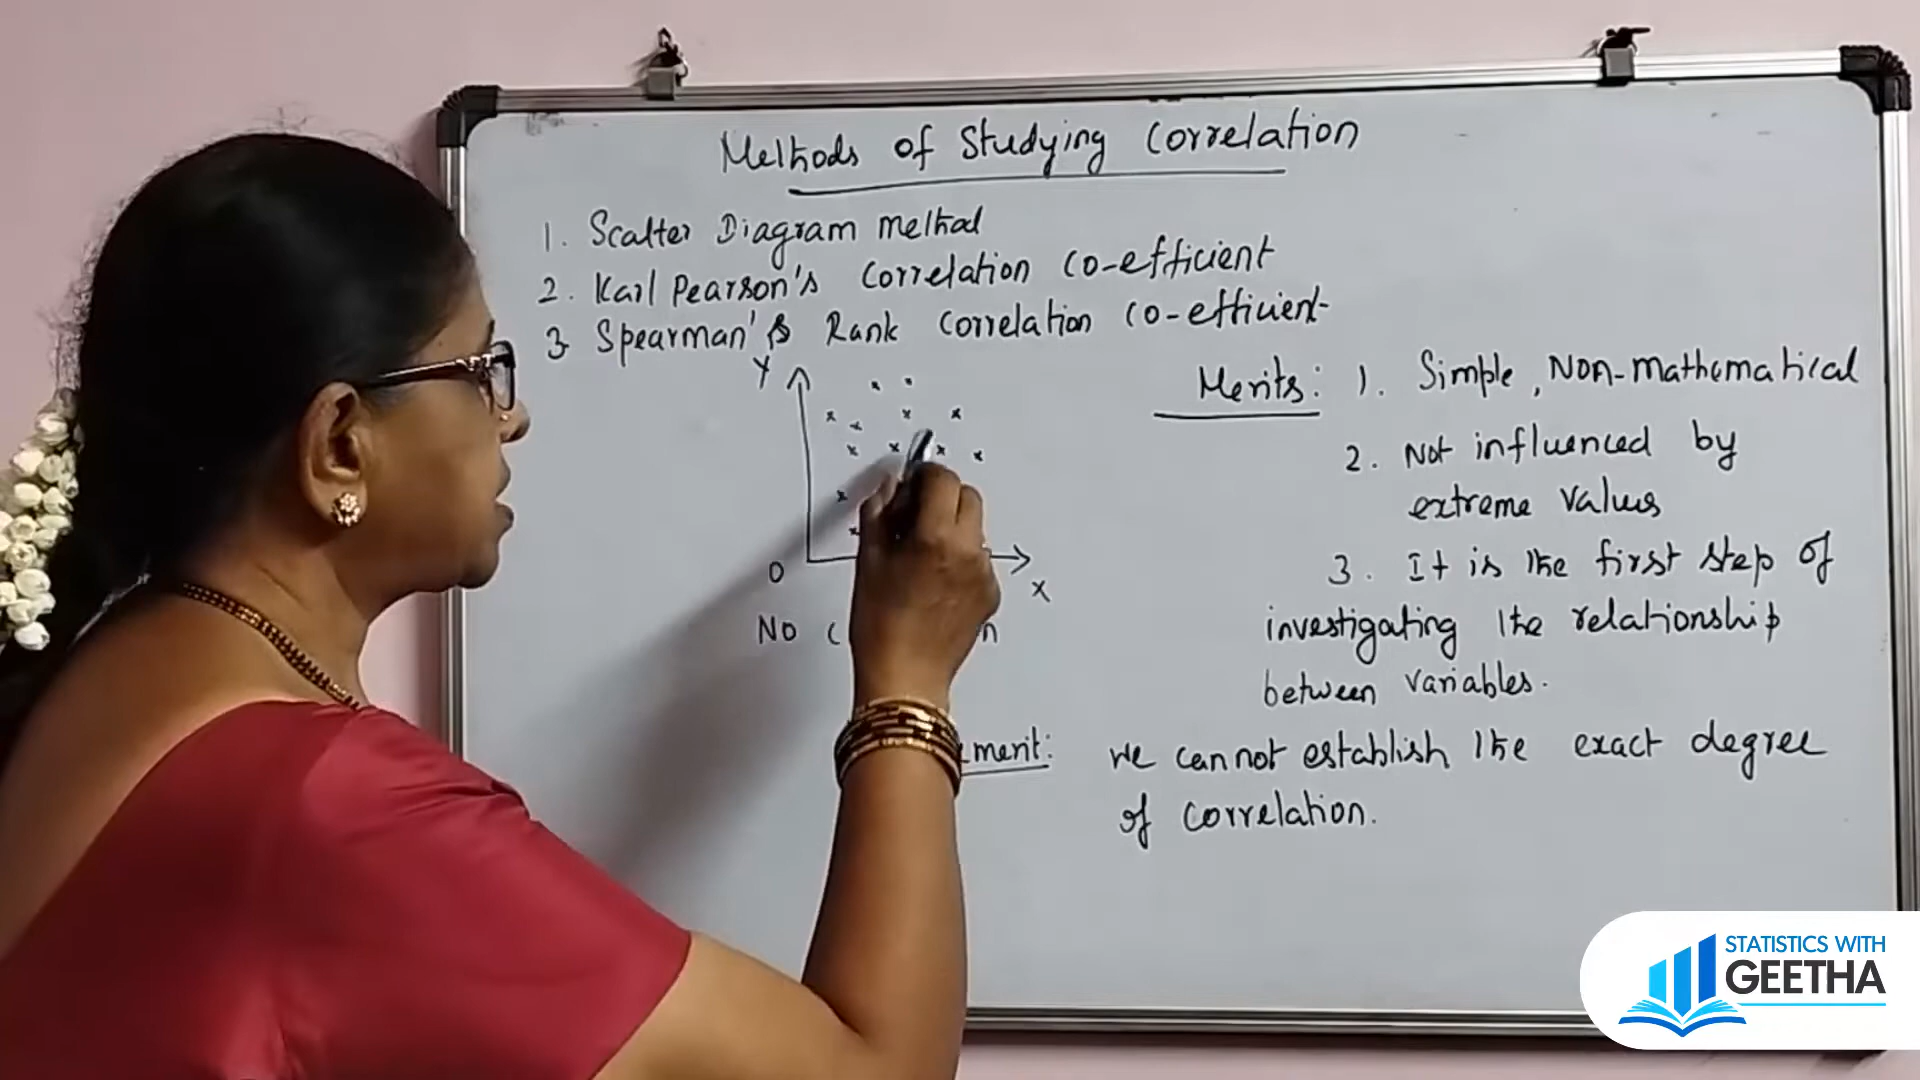 Methods of Studying Correlation
1. Scatter Diagram Method
2. Karl Pearson's Correlation Co-efficient
3 Spearman's Rank Correlation Co-efficient
Y
O
X
No
Merits: 1. Simple, Non-mathematical
2. Not influenced by
extreme values
3. It is the first step of
investigating the relationship
between variables.
merit: We cannot establish the exact degree
of correlation.
STATISTICS WITH
GEETHA